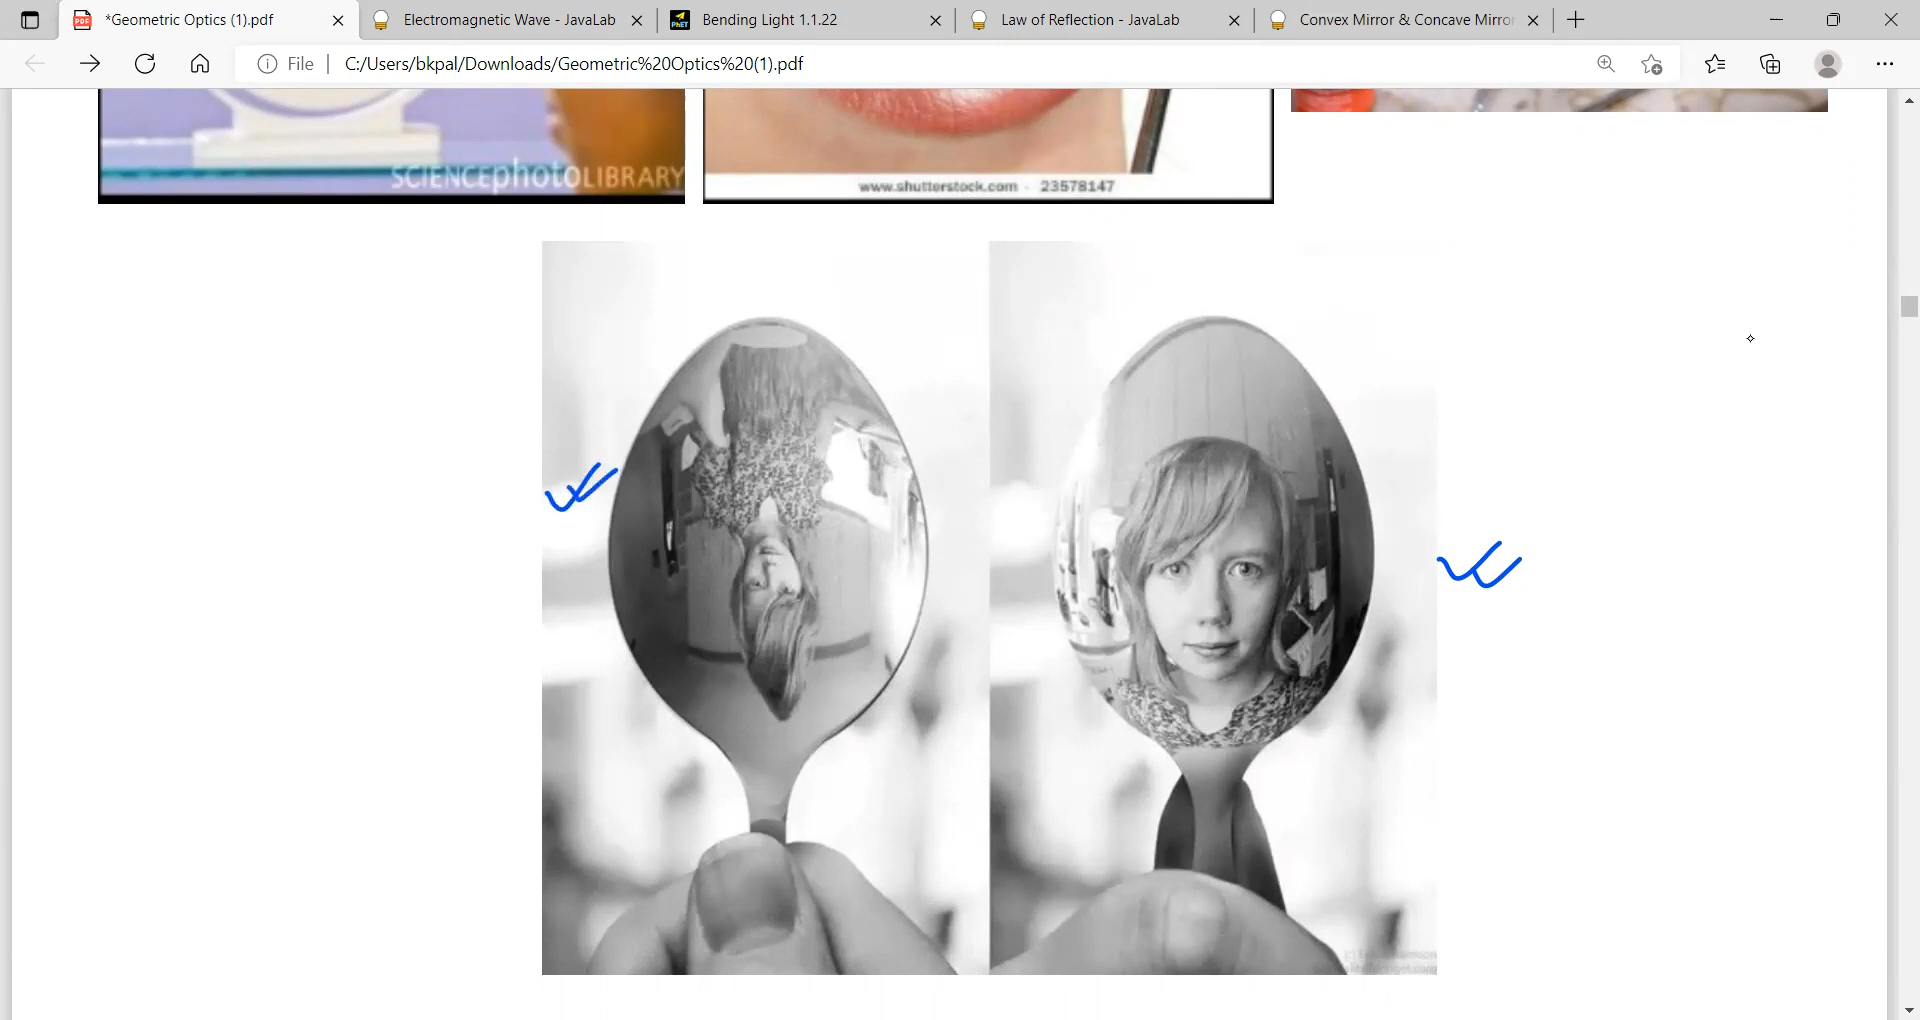 *Geometric Optics (1).pdf
Electromagnetic Wave - JavaLab
Bending Light 1.1.22
Law of Reflection - JavaLab
Convex Mirror & Concave Mirro
File
C:/Users/bkpal/Downloads/Geometric%20Optics%20(1).pdf
SCIENCEphotoLIBRARY
www.shutterstock.com - 23578147